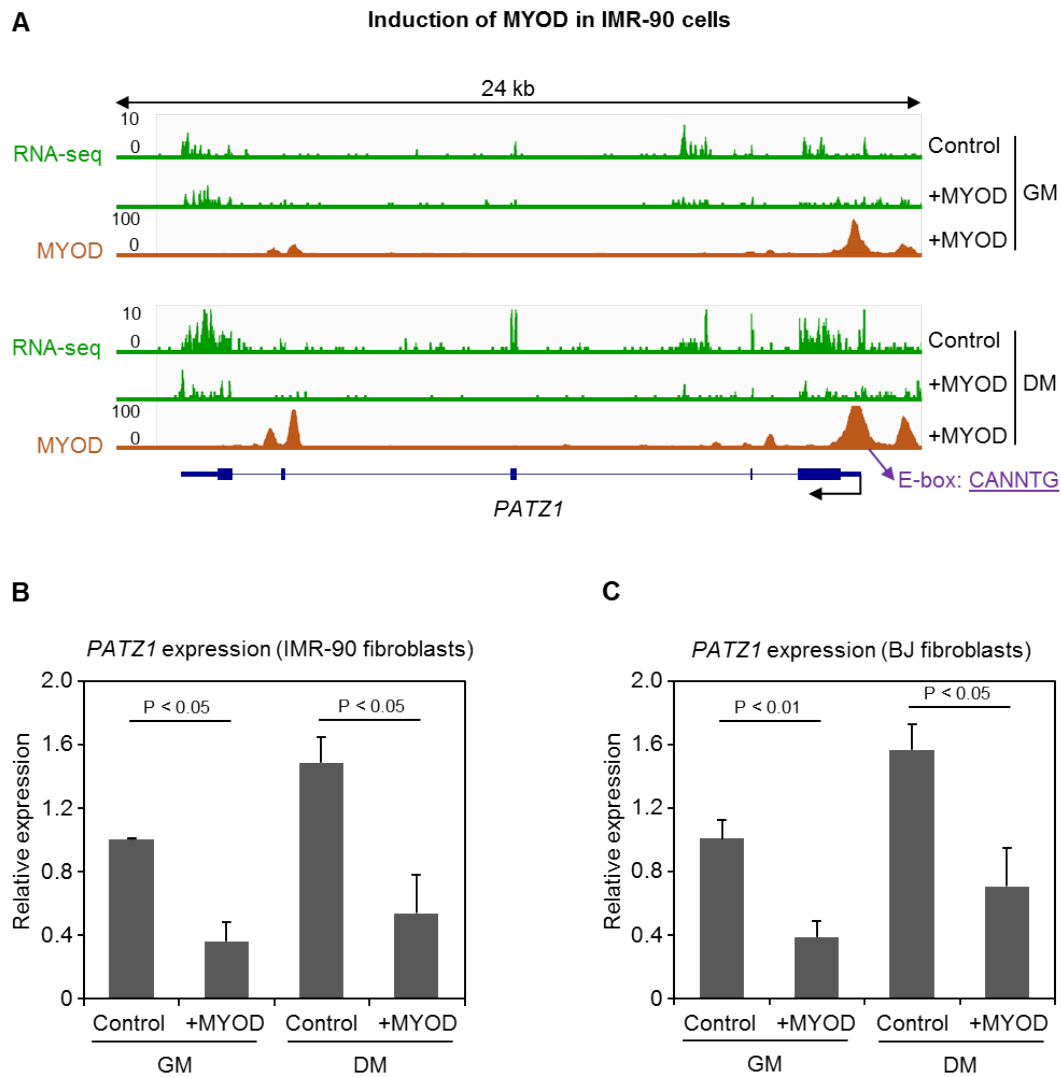 A
Induction of MYOD in IMR-90 cells
24 kb
10
0
RNA-seq
Control
+MYOD
GM
100
0
MYOD
+MYOD
10
0
RNA-seq
Control
+MYOD
DM
100
0
MYOD
+MYOD
E-box: CANNTG
PATZ1
B
PATZ1 expression (IMR-90 fibroblasts)
Relative expression
2.0
1.6
1.2
0.8
0.4
0
P < 0.05
P < 0.05
Control +MYOD Control +MYOD
GM DM
C
PATZ1 expression (BJ fibroblasts)
Relative expression
2.0
1.6
1.2
0.8
0.4
0
P < 0.01
P < 0.05
Control +MYOD Control +MYOD
GM DM